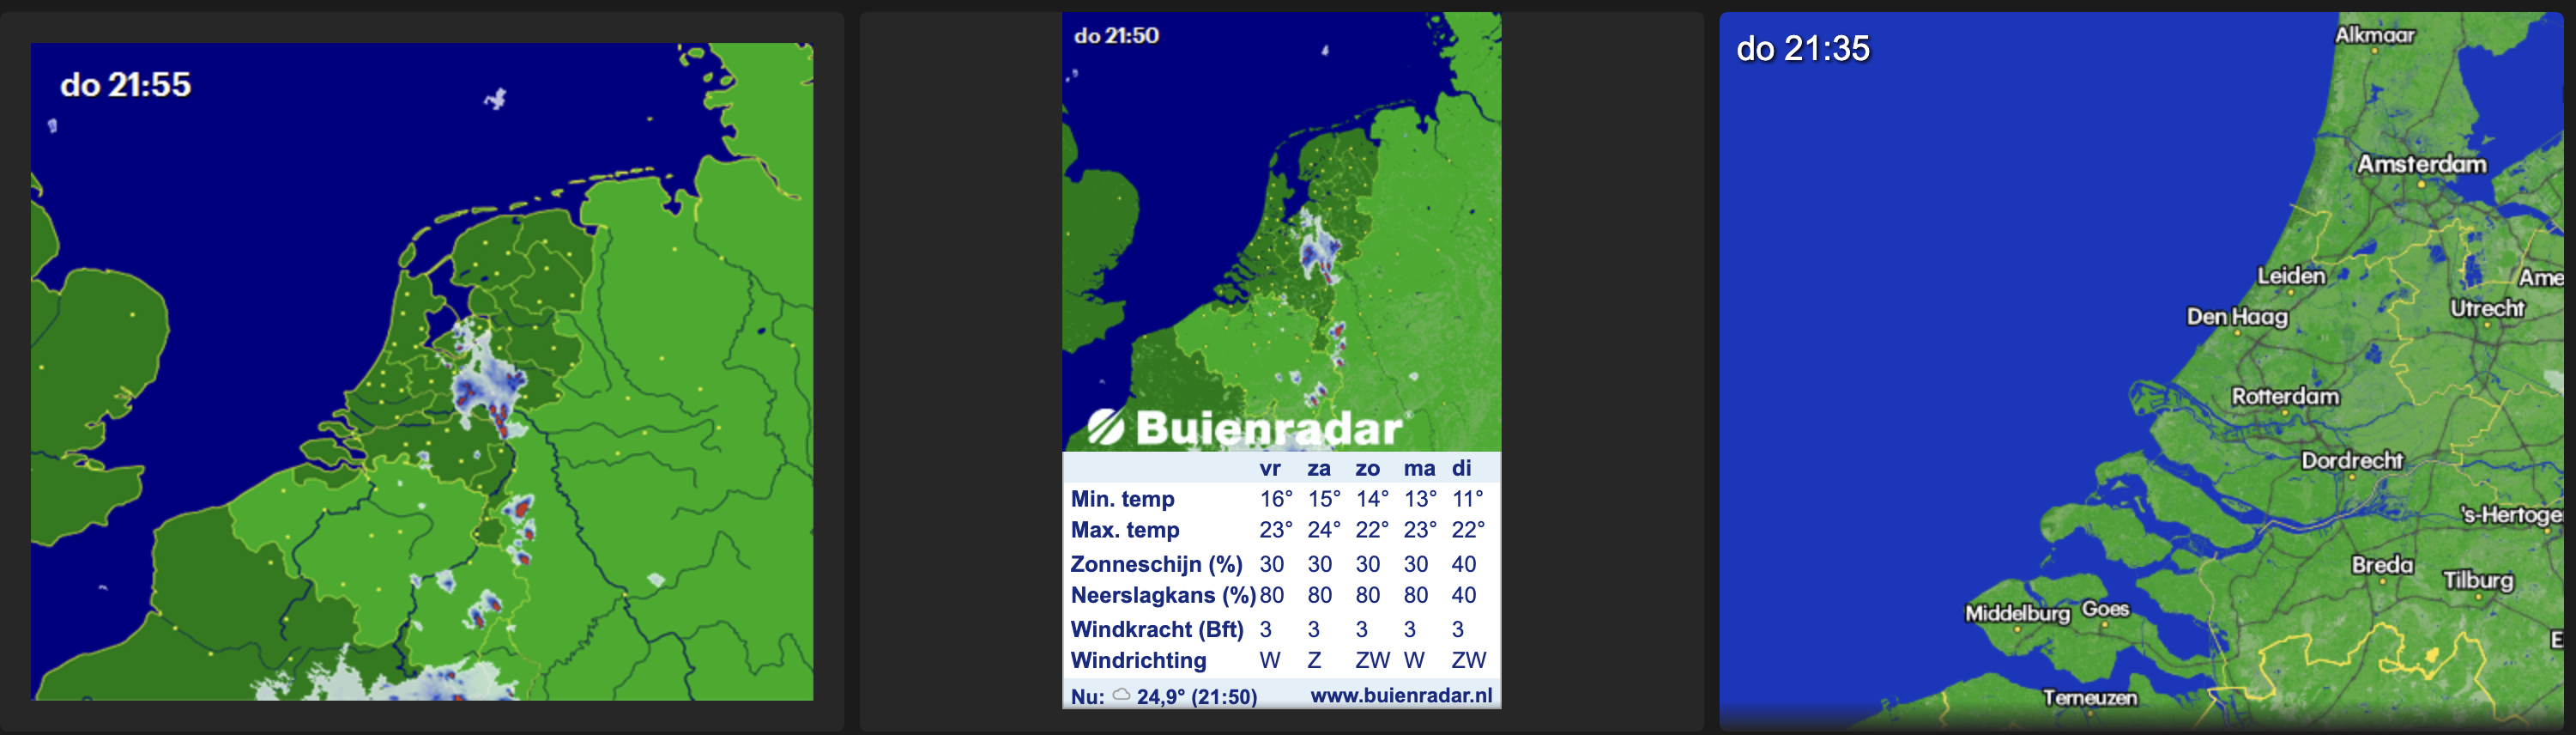 do 21:55
do 21:50
Buienradar
vr za zo ma di
Min. temp 16° 15° 14° 13° 11°
Max. temp 23° 24° 22° 23° 22°
Zonneschijn (%) 30 30 30 30 40
Neerslagkans (%) 80 80 80 80 40
Windkracht (Bft) 3 3 3 3 3
Windrichting W Z ZW W ZW
Nu: 24,9° (21:50) www.buienradar.nl
do 21:35
Alkmaar
Amsterdam
Leiden
Ame
Den Haag
Utrecht
Rotterdam
Dordrecht
's-Hertoge
Breda
Tilburg
Middelburg
Goes
E
Terneuzen